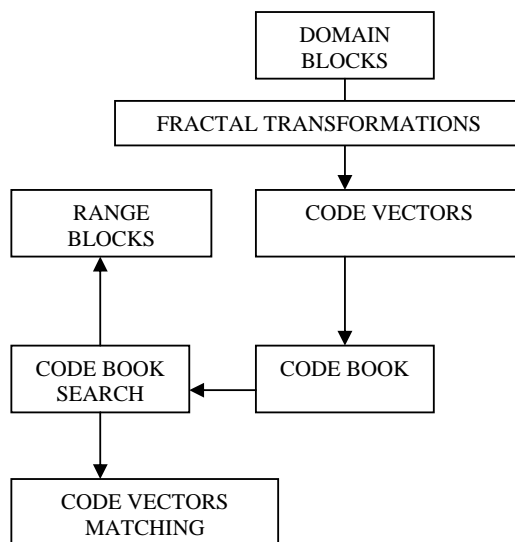 DOMAIN
BLOCKS
FRACTAL TRANSFORMATIONS
RANGE
BLOCKS
CODE VECTORS
CODE BOOK
SEARCH
CODE BOOK
CODE VECTORS
MATCHING